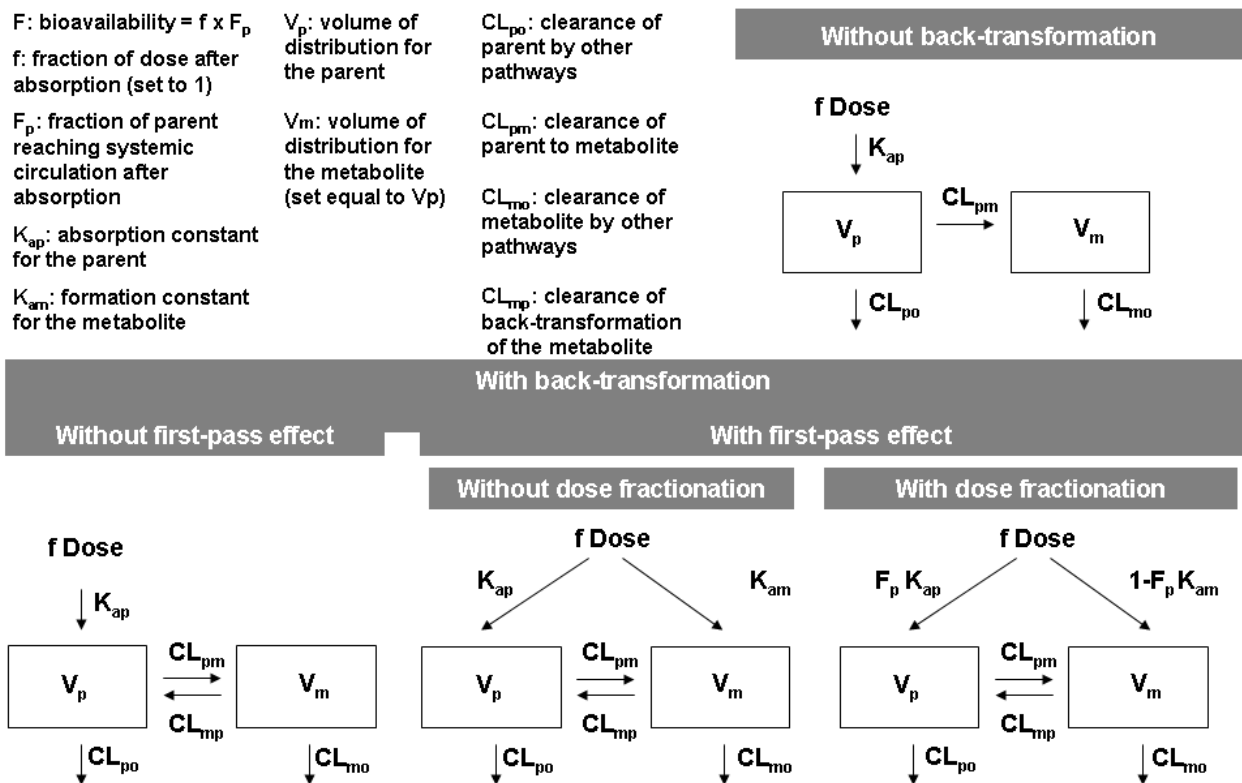 F: bioavailability = f x Fp
f: fraction of dose after
absorption (set to 1)
Fp: fraction of parent
reaching systemic
circulation after
absorption
Kap: absorption constant
for the parent
Kam: formation constant
for the metabolite
Vp: volume of
distribution for
the parent
Vm: volume of
distribution for
the metabolite
(set equal to Vp)
CLpo: clearance of
parent by other
pathways
CLpm: clearance of
parent to metabolite
CLmo: clearance of
metabolite by other
pathways
CLmp: clearance of
back-transformation
of the metabolite
Without back-transformation
f Dose
Kap
Vp
CLpm
Vm
CLpo
CLmo
With back-transformation
Without first-pass effect
f Dose
Kap
Vp
CLpm
CLmp
Vm
CLpo
CLmo
With first-pass effect
Without dose fractionation
f Dose
Kap
Kam
Vp
CLpm
CLmp
Vm
CLpo
CLmo
With dose fractionation
f Dose
Fp Kap
1-Fp Kam
Vp
CLpm
CLmp
Vm
CLpo
CLmo